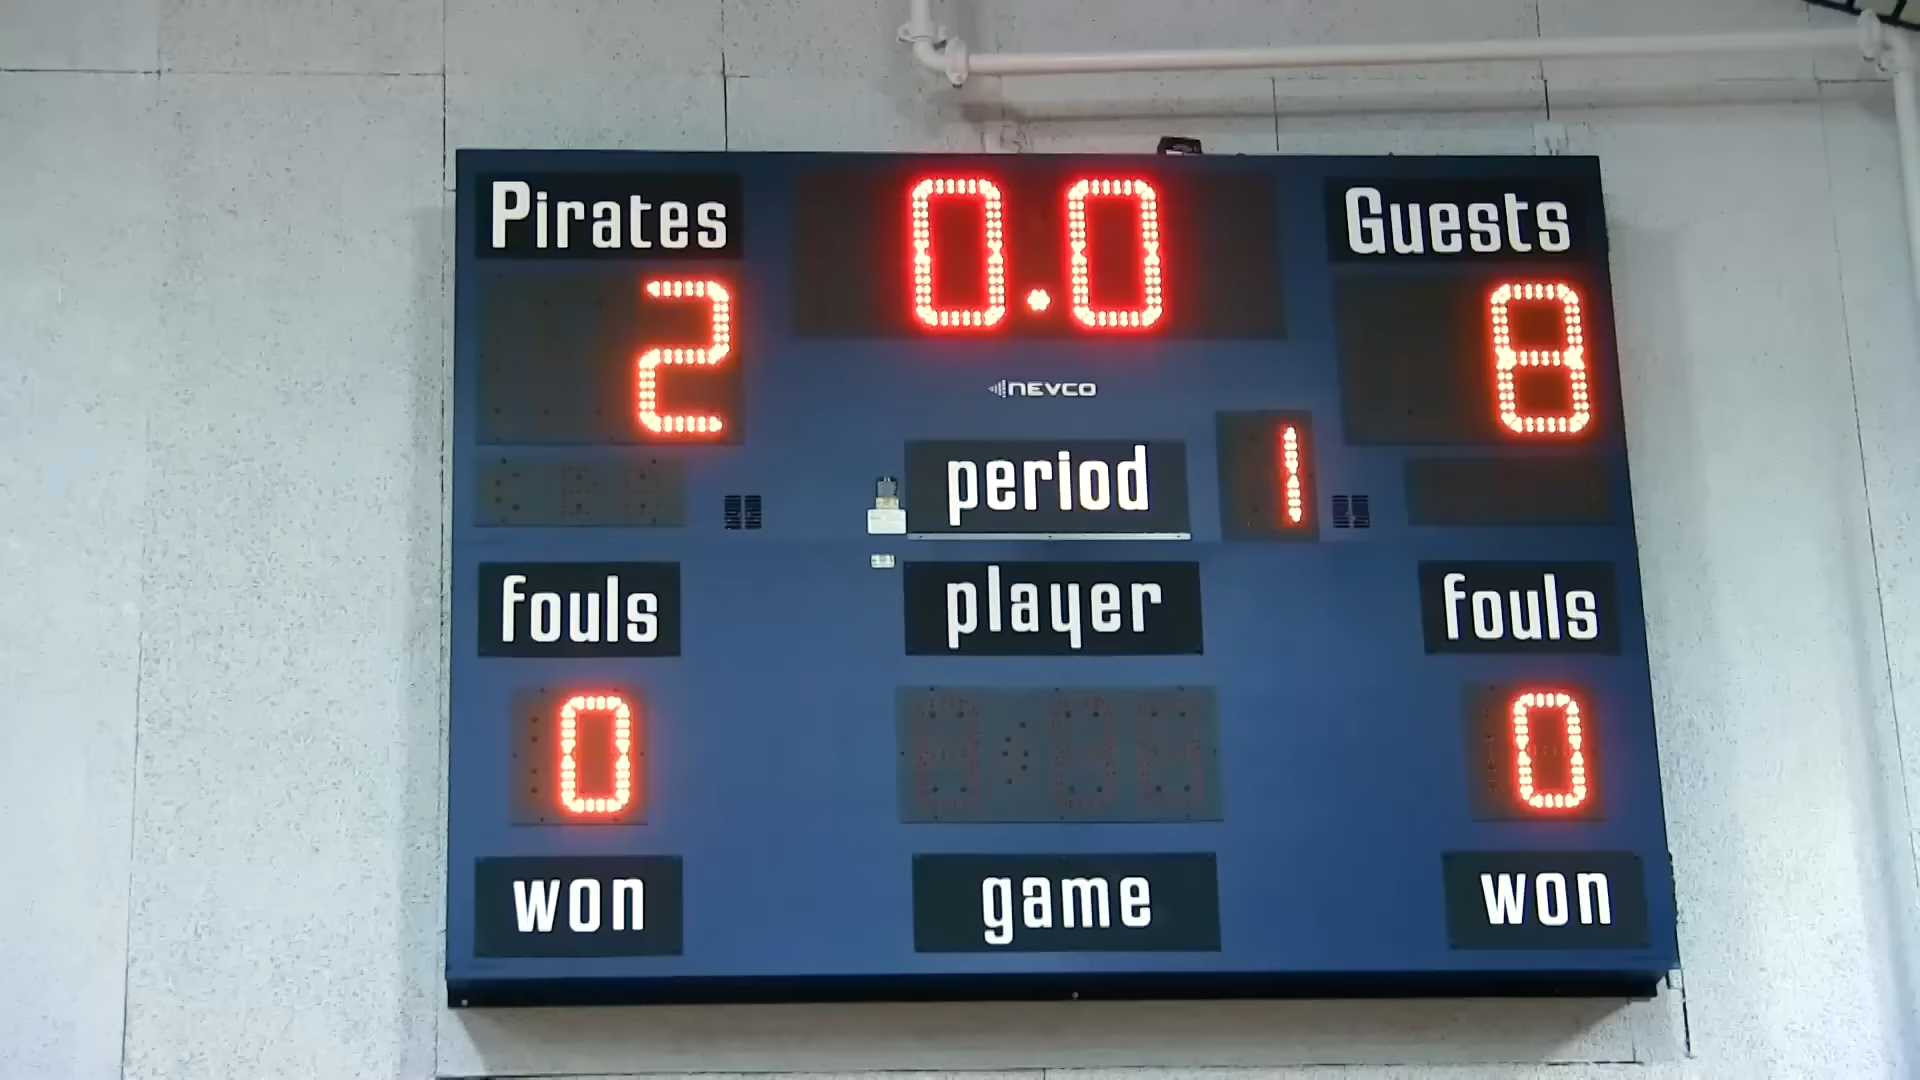 Pirates 0.0 Guests
2 8
NEVCO
period 1
fouls player fouls
0 0
won game won